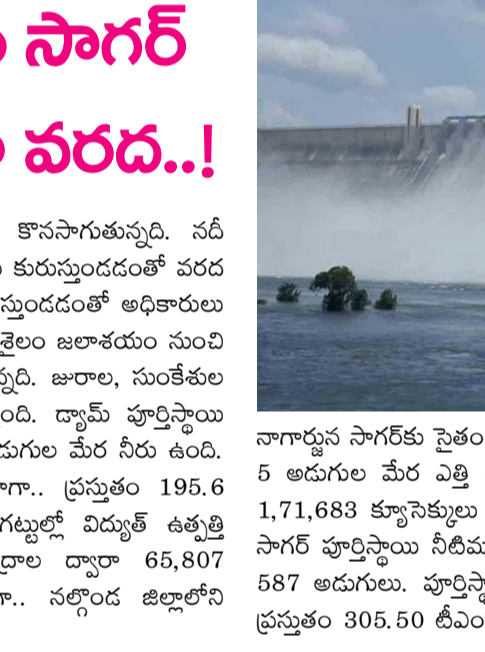 సాగర్
వరద..!
కొనసాగుతున్నది. నదీ
కురుస్తుండడంతో వరద
స్తుండడంతో అధికారులు
శైలం జలాశయం నుంచి
న్నది. జురాల, సుంకేశుల
ంది. డ్యామ్ పూర్తిస్థాయి
డుగుల మేర నీరు ఉంది.
ాగా.. ప్రస్తుతం 195.6
గట్టుల్లో విద్యుత్ ఉత్పత్తి
ద్రాల ద్వారా 65,807
ా.. నల్గొండ జిల్లాలోని
నాగార్జున సాగర్‌కు సైతం
5 అడుగుల మేర ఎత్తి
1,71,683 క్యూసెక్కులు
సాగర్ పూర్తిస్థాయి నీటిమ
587 అడుగులు. పూర్తిస్థా
ప్రస్తుతం 305.50 టీఎం